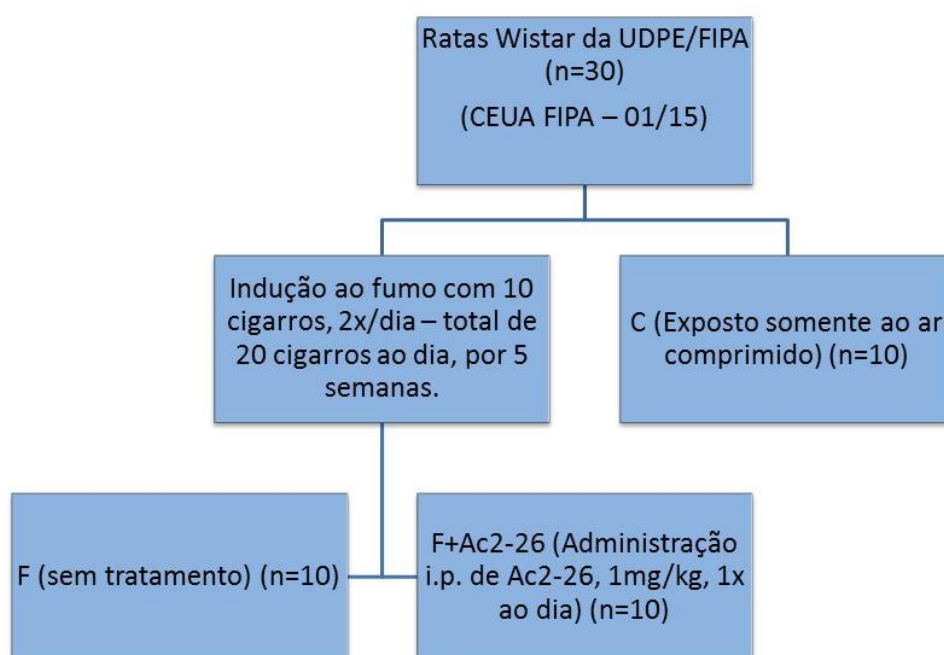 Ratas Wistar da UDPE/FIPA
(n=30)
(CEUA FIPA – 01/15)
Indução ao fumo com 10
cigarros, 2x/dia – total de
20 cigarros ao dia, por 5
semanas.
C (Exposto somente ao ar
comprimido) (n=10)
F (sem tratamento) (n=10)
F+Ac2-26 (Administração
i.p. de Ac2-26, 1mg/kg, 1x
ao dia) (n=10)